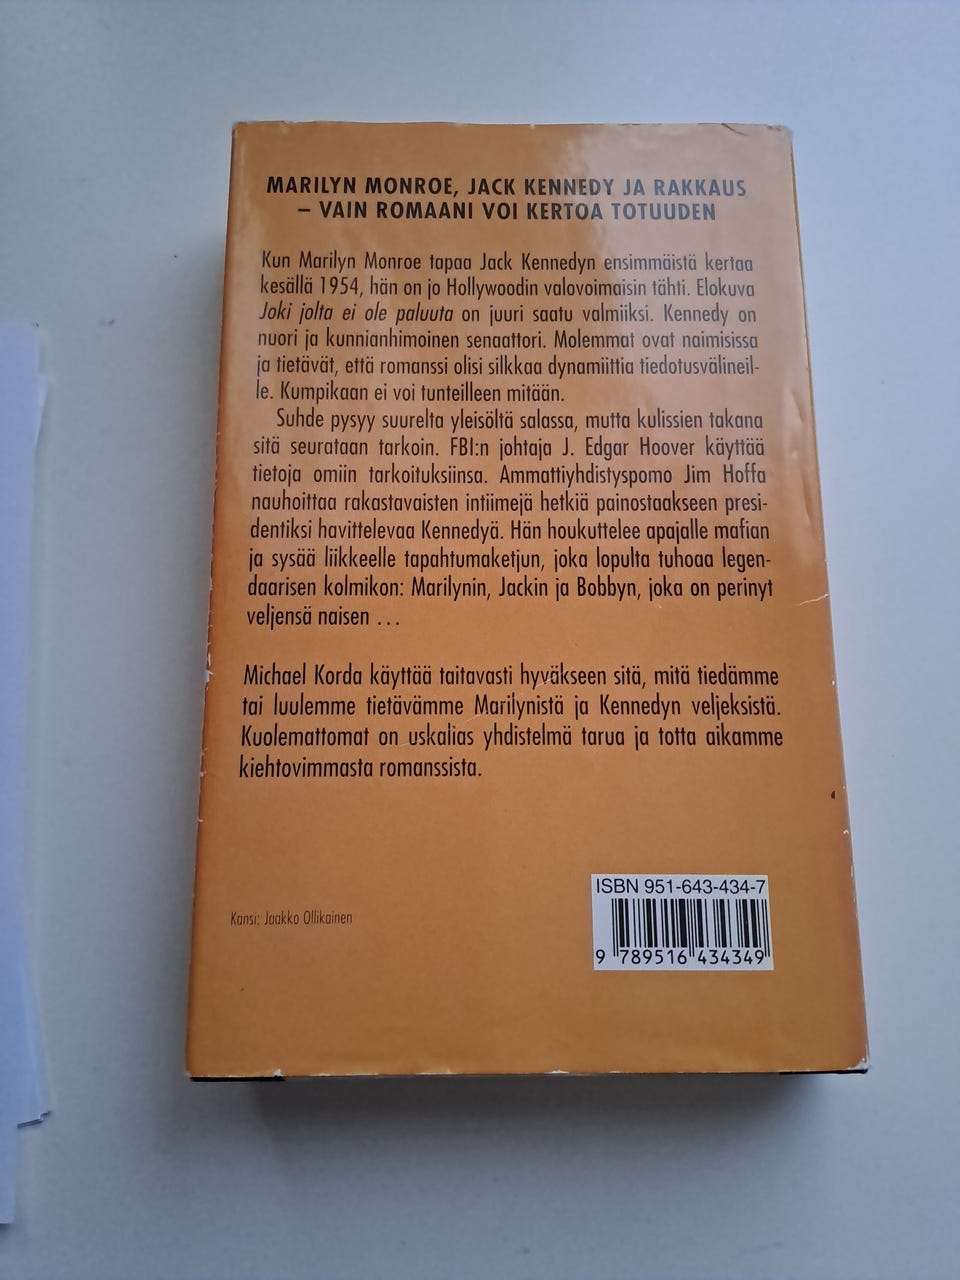 MARILYN MONROE, JACK KENNEDY JA RAKKAUS
– VAIN ROMAANI VOI KERTOA TOTUUDEN
Kun Marilyn Monroe tapaa Jack Kennedyn ensimmäistä kertaa
kesällä 1954, hän on jo Hollywoodin valovoimaisin tähti. Elokuva
Joki jolta ei ole paluuta on juuri saatu valmiiksi. Kennedy on
nuori ja kunnianhimoinen senaattori. Molemmat ovat naimisissa
ja tietävät, että romanssi olisi silkkaa dynamiittia tiedotusvälineil-
le. Kumpikaan ei voi tunteilleen mitään.
Suhde pysyy suurelta yleisöltä salassa, mutta kulissien takana
sitä seurataan tarkoin. FBI:n johtaja J. Edgar Hoover käyttää
tietoja omiin tarkoituksiinsa. Ammattiyhdistyspomo Jim Hoffa
nauhoittaa rakastavaisten intiimejä hetkiä painostaakseen presi-
dentiksi havittelevaa Kennedyä. Hän houkuttelee apajalle mafian
ja sysää liikkeelle tapahtumaketjun, joka lopulta tuhoaa legen-
daarisen kolmikon: Marilynin, Jackin ja Bobbyn, joka on perinyt
veljensä naisen ...
Michael Korda käyttää taitavasti hyväkseen sitä, mitä tiedämme
tai luulemme tietävämme Marilynistä ja Kennedyn veljeksistä.
Kuolemattomat on uskalias yhdistelmä tarua ja totta aikamme
kiehtovimmasta romanssista.
Kansi: Jaakko Ollikainen
ISBN 951-643-434-7
9 789516 434349